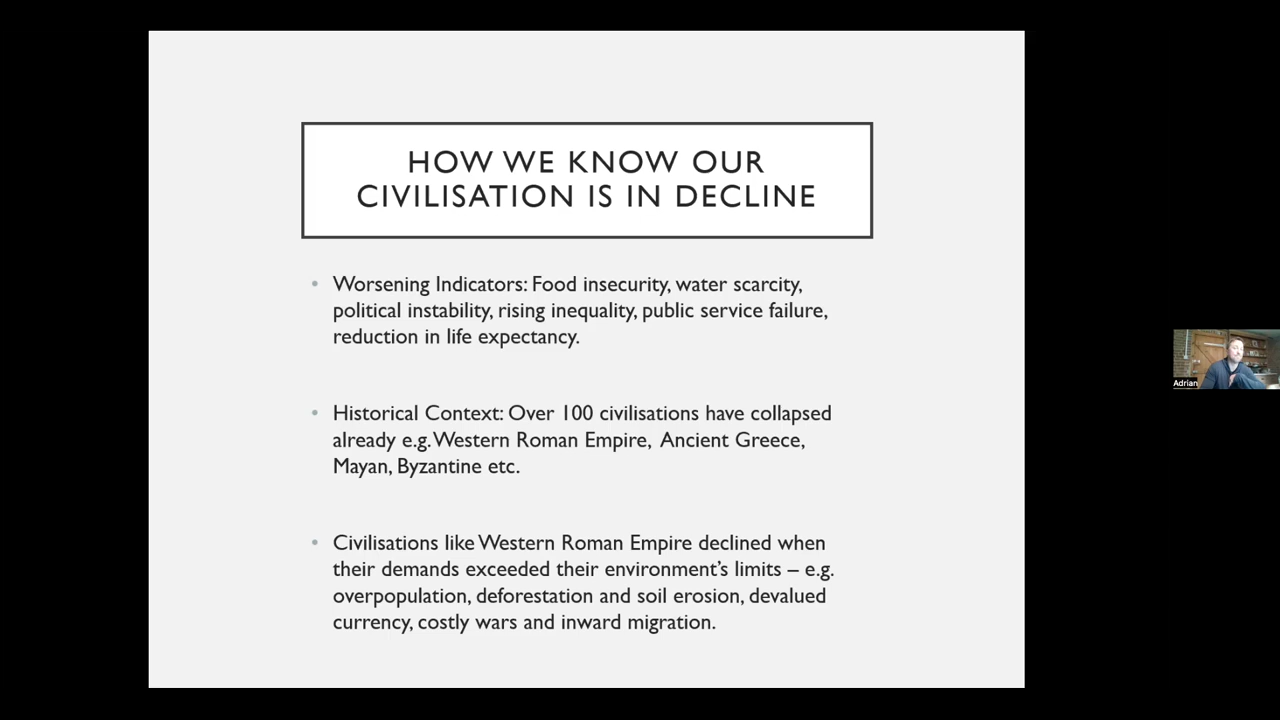 HOW WE KNOW OUR
CIVILISATION IS IN DECLINE
• Worsening Indicators: Food insecurity, water scarcity,
political instability, rising inequality, public service failure,
reduction in life expectancy.
• Historical Context: Over 100 civilisations have collapsed
already e.g. Western Roman Empire, Ancient Greece,
Mayan, Byzantine etc.
• Civilisations like Western Roman Empire declined when
their demands exceeded their environment's limits – e.g.
overpopulation, deforestation and soil erosion, devalued
currency, costly wars and inward migration.
Adrian